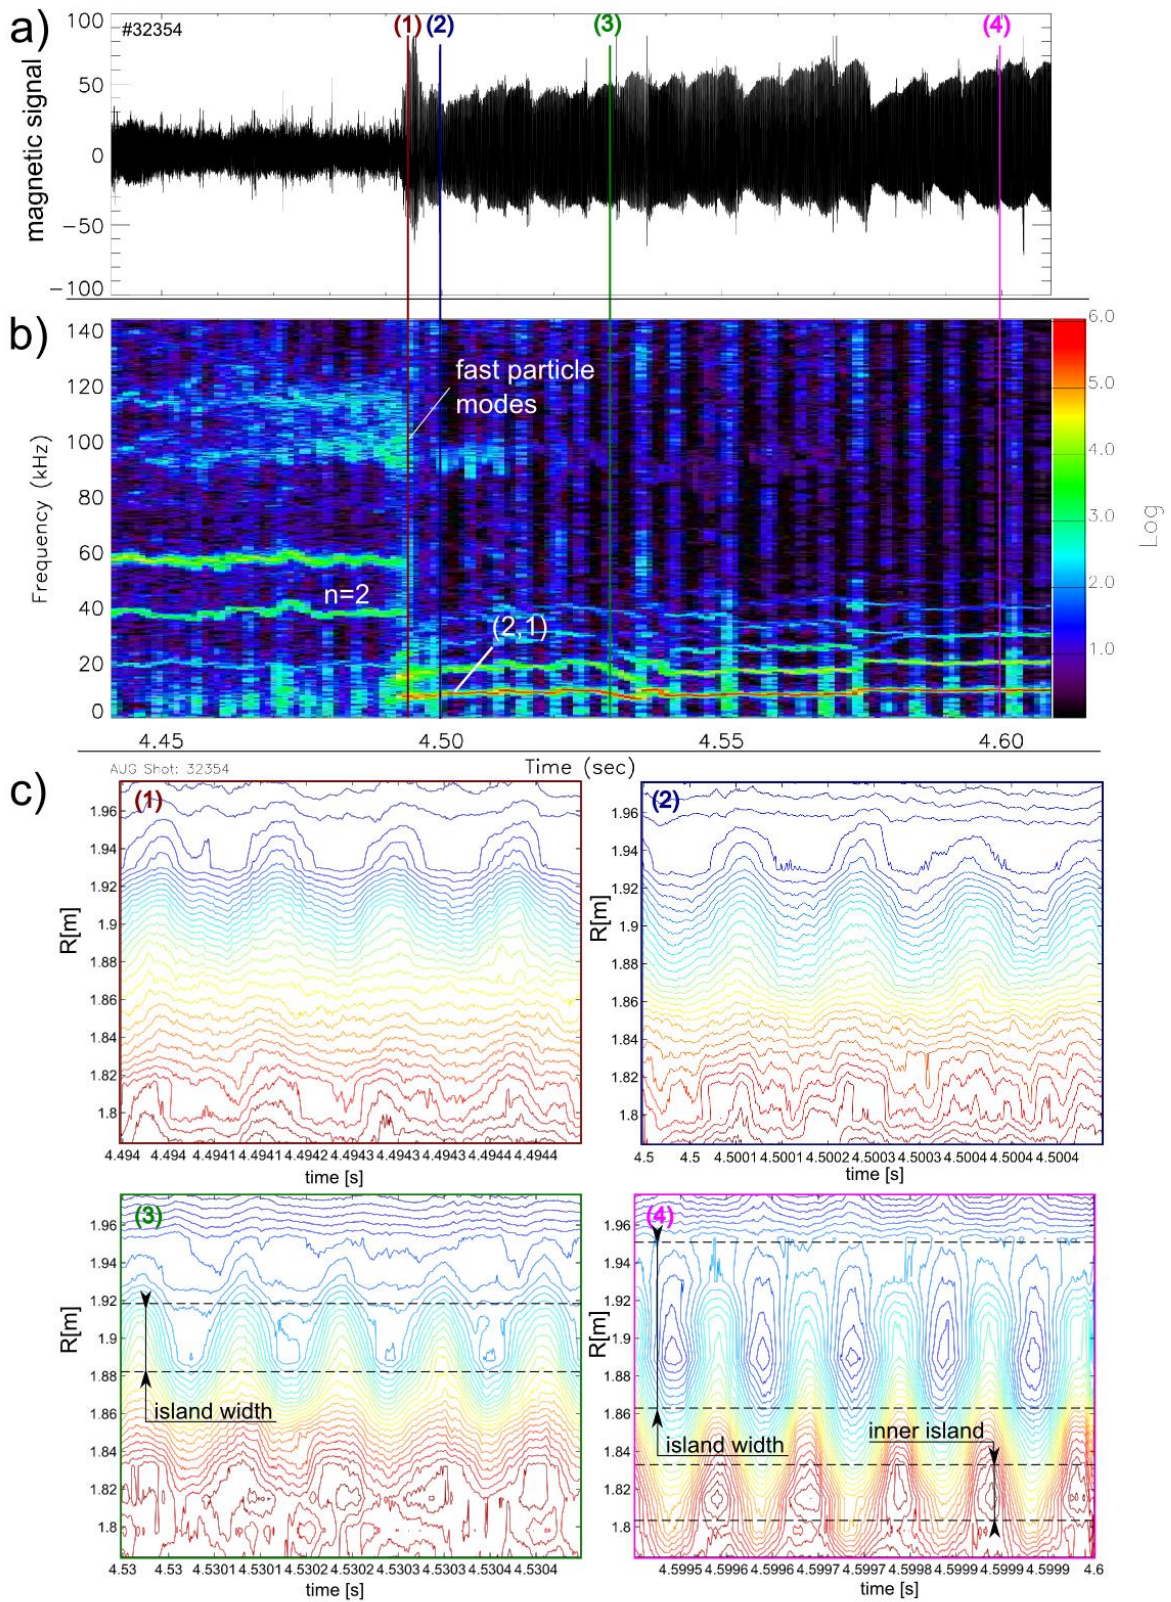 a)
#32354
(1)
(2)
(3)
(4)
magnetic signal
100
50
0
−50
−100
b)
fast particle
modes
n=2
(2,1)
Frequency (kHz)
140
120
100
80
60
40
20
0
6.0
5.0
4.0
3.0
2.0
1.0
Log
4.45
4.50
4.55
4.60
AUG Shot: 32354
Time (sec)
c)
(1)
R[m]
1.96
1.94
1.92
1.9
1.88
1.86
1.84
1.82
1.8
4.494 4.494 4.4941 4.4941 4.4942 4.4943 4.4943 4.4943 4.4944 4.4944
time [s]
(2)
R[m]
1.96
1.94
1.92
1.9
1.88
1.86
1.84
1.82
1.8
4.5 4.5 4.5001 4.5001 4.5002 4.5003 4.5003 4.5004 4.5004 4.5004
time [s]
(3)
R[m]
1.96
1.94
1.92
1.9
1.88
1.86
1.84
1.82
1.8
island width
4.53 4.53 4.5301 4.5301 4.5302 4.5302 4.5303 4.5303 4.5304 4.5304
time [s]
(4)
R[m]
1.96
1.94
1.92
1.9
1.88
1.86
1.84
1.82
1.8
island width
inner island
4.5995 4.5996 4.5996 4.5997 4.5997 4.5998 4.5999 4.5999 4.5999 4.6
time [s]